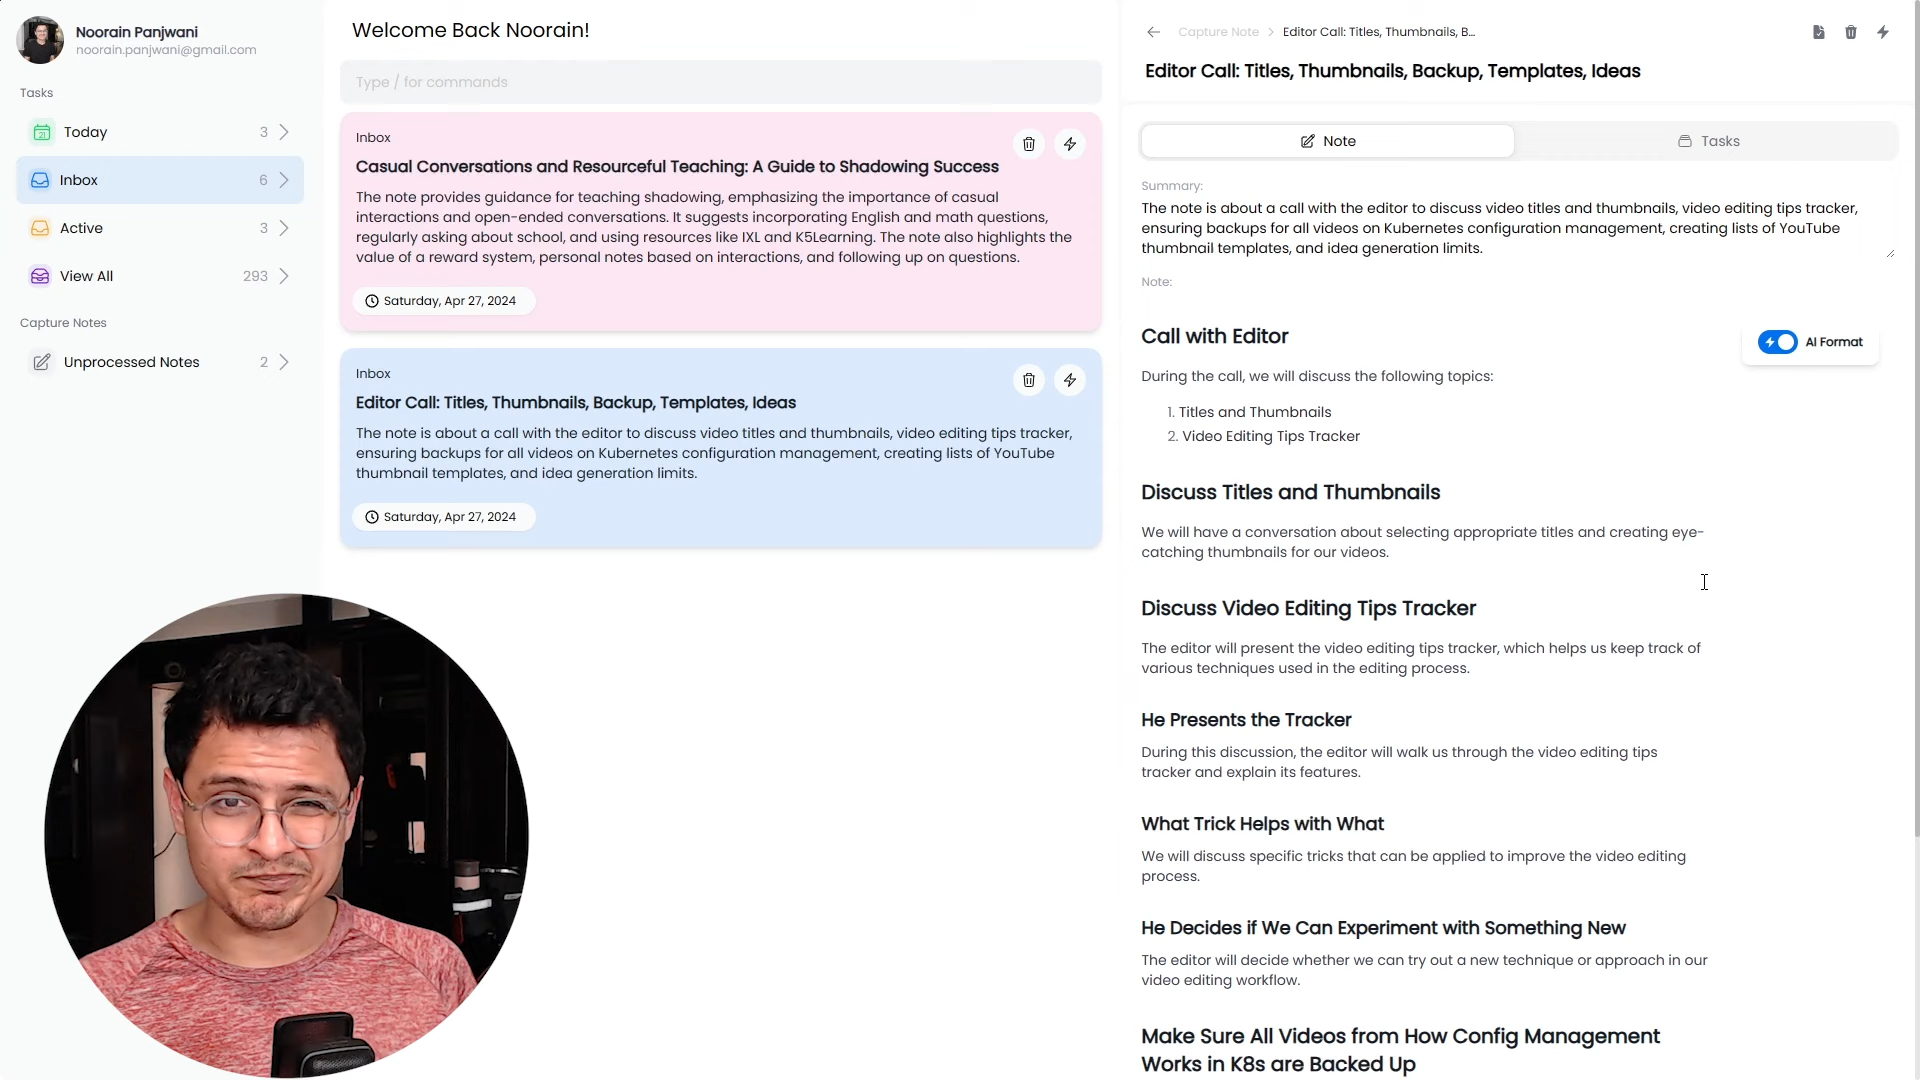 Noorain Panjwani
noorain.panjwani@gmail.com
Tasks
Today 3
Inbox 6
Active 3
View All 293
Capture Notes
Unprocessed Notes 2
Welcome Back Noorain!
Type / for commands
Inbox
Casual Conversations and Resourceful Teaching: A Guide to Shadowing Success
The note provides guidance for teaching shadowing, emphasizing the importance of casual
interactions and open-ended conversations. It suggests incorporating English and math questions,
regularly asking about school, and using resources like IXL and K5Learning. The note also highlights the
value of a reward system, personal notes based on interactions, and following up on questions.
Saturday, Apr 27, 2024
Inbox
Editor Call: Titles, Thumbnails, Backup, Templates, Ideas
The note is about a call with the editor to discuss video titles and thumbnails, video editing tips tracker,
ensuring backups for all videos on Kubernetes configuration management, creating lists of YouTube
thumbnail templates, and idea generation limits.
Saturday, Apr 27, 2024
Capture Note > Editor Call: Titles, Thumbnails, B...
Editor Call: Titles, Thumbnails, Backup, Templates, Ideas
Note
Tasks
Summary:
The note is about a call with the editor to discuss video titles and thumbnails, video editing tips tracker,
ensuring backups for all videos on Kubernetes configuration management, creating lists of YouTube
thumbnail templates, and idea generation limits.
Note:
Call with Editor
AI Format
During the call, we will discuss the following topics:
1. Titles and Thumbnails
2. Video Editing Tips Tracker
Discuss Titles and Thumbnails
We will have a conversation about selecting appropriate titles and creating eye-
catching thumbnails for our videos.
Discuss Video Editing Tips Tracker
The editor will present the video editing tips tracker, which helps us keep track of
various techniques used in the editing process.
He Presents the Tracker
During this discussion, the editor will walk us through the video editing tips
tracker and explain its features.
What Trick Helps with What
We will discuss specific tricks that can be applied to improve the video editing
process.
He Decides if We Can Experiment with Something New
The editor will decide whether we can try out a new technique or approach in our
video editing workflow.
Make Sure All Videos from How Config Management
Works in K8s are Backed Up